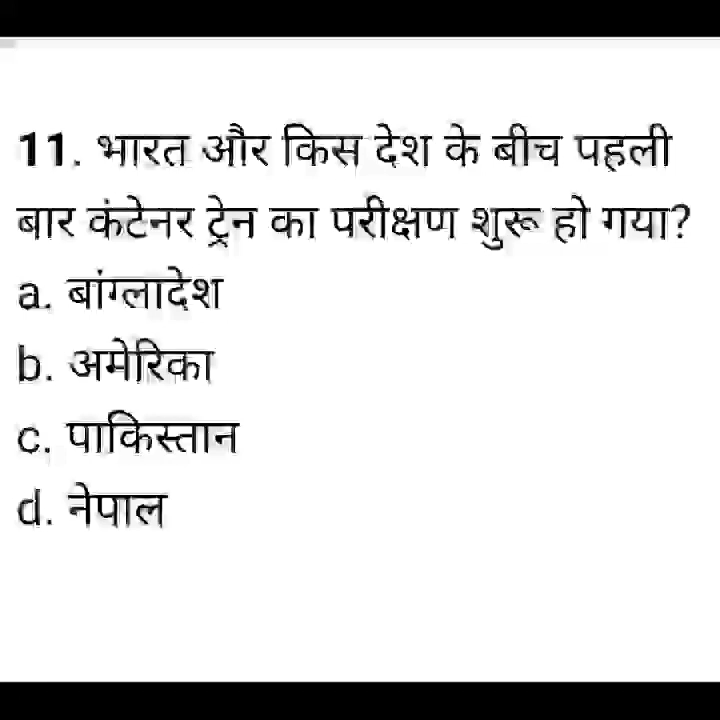 11. भारत और किस देश के बीच पहली
बार कंटेनर ट्रेन का परीक्षण शुरू हो गया?
a. बांग्लादेश
b. अमेरिका
c. पाकिस्तान
d. नेपाल